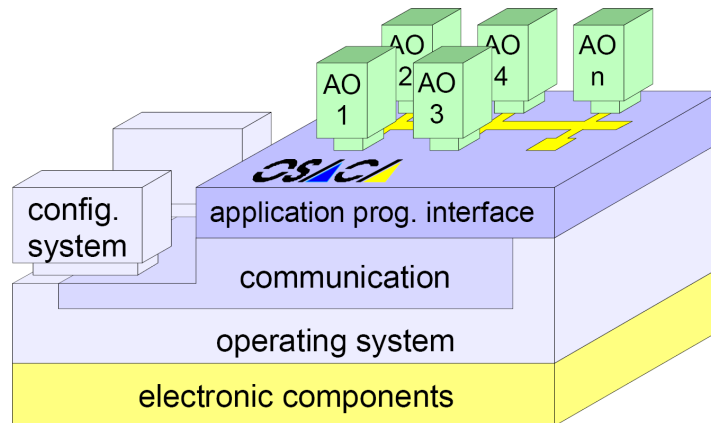 AO
2
AO
4
AO
n
AO
1
AO
3
OSACA
config.
system
application prog. interface
communication
operating system
electronic components